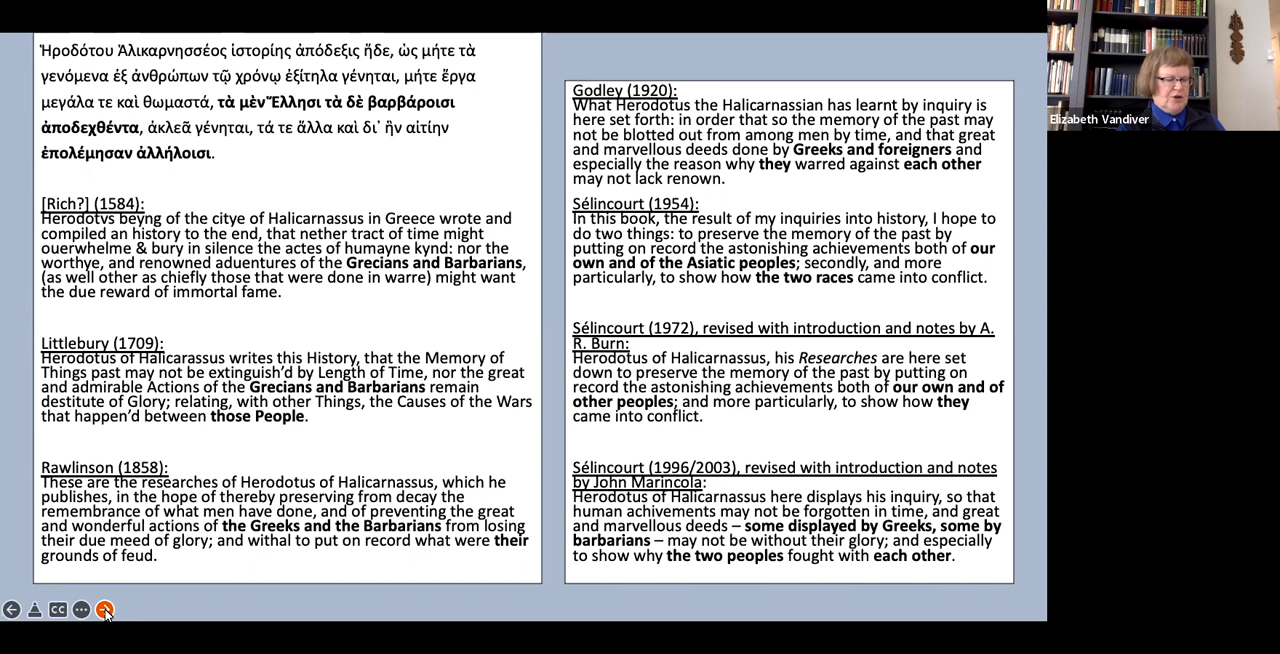 Ἡροδότου Ἁλικαρνησσέος ἱστορίης ἀπόδεξις ἥδε, ὡς μήτε τὰ
γενόμενα ἐξ ἀνθρώπων τῷ χρόνῳ ἐξίτηλα γένηται, μήτε ἔργα
μεγάλα τε καὶ θωμαστά, τὰ μὲν Ἕλλησι τὰ δὲ βαρβάροισι
ἀποδεχθέντα, ἀκλεᾶ γένηται, τά τε ἄλλα καὶ δι᾽ ἣν αἰτίην
ἐπολέμησαν ἀλλήλοισι.
[Rich?] (1584):
Herodotvs beyng of the citye of Halicarnassus in Greece wrote and
compiled an history to the end, that nether tract of time might
ouerwhelme & bury in silence the actes of humayne kynd: nor the
worthye, and renowned aduentures of the Grecians and Barbarians,
(as well other as chiefly those that were done in warre) might want
the due reward of immortal fame.
Littlebury (1709):
Herodotus of Halicarassus writes this History, that the Memory of
Things past may not be extinguish'd by Length of Time, nor the great
and admirable Actions of the Grecians and Barbarians remain
destitute of Glory; relating, with other Things, the Causes of the Wars
that happen'd between those People.
Rawlinson (1858):
These are the researches of Herodotus of Halicarnassus, which he
publishes, in the hope of thereby preserving from decay the
remembrance of what men have done, and of preventing the great
and wonderful actions of the Greeks and the Barbarians from losing
their due meed of glory; and withal to put on record what were their
grounds of feud.
Godley (1920):
What Herodotus the Halicarnassian has learnt by inquiry is
here set forth: in order that so the memory of the past may
not be blotted out from among men by time, and that great
and marvellous deeds done by Greeks and foreigners and
especially the reason why they warred against each other
may not lack renown.
Sélincourt (1954):
In this book, the result of my inquiries into history, I hope to
do two things: to preserve the memory of the past by
putting on record the astonishing achievements both of our
own and of the Asiatic peoples; secondly, and more
particularly, to show how the two races came into conflict.
Sélincourt (1972), revised with introduction and notes by A.
R. Burn:
Herodotus of Halicarnassus, his Researches are here set
down to preserve the memory of the past by putting on
record the astonishing achievements both of our own and of
other peoples; and more particularly, to show how they
came into conflict.
Sélincourt (1996/2003), revised with introduction and notes
by John Marincola:
Herodotus of Halicarnassus here displays his inquiry, so that
human achivements may not be forgotten in time, and great
and marvellous deeds – some displayed by Greeks, some by
barbarians – may not be without their glory; and especially
to show why the two peoples fought with each other.
Elizabeth Vandiver
CC